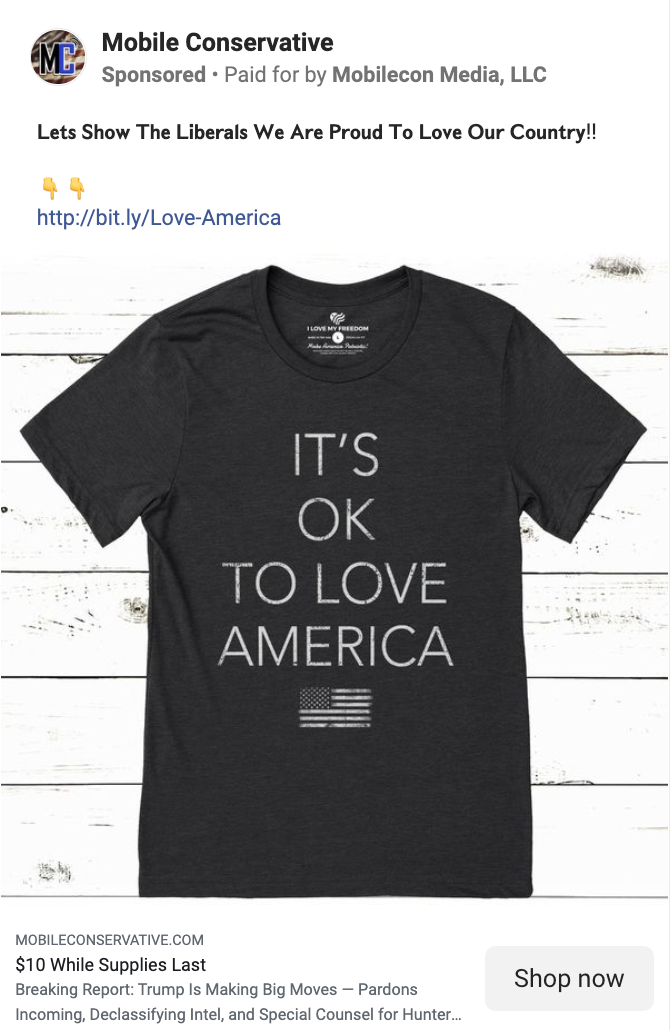 MC
Mobile Conservative
Sponsored • Paid for by Mobilecon Media, LLC
Lets Show The Liberals We Are Proud To Love Our Country!!
👇 👇
http://bit.ly/Love-America
I LOVE MY FREEDOM
L
Make America Patriotic!
IT'S
OK
TO LOVE
AMERICA
MOBILECONSERVATIVE.COM
$10 While Supplies Last
Breaking Report: Trump Is Making Big Moves — Pardons
Incoming, Declassifying Intel, and Special Counsel for Hunter...
Shop now